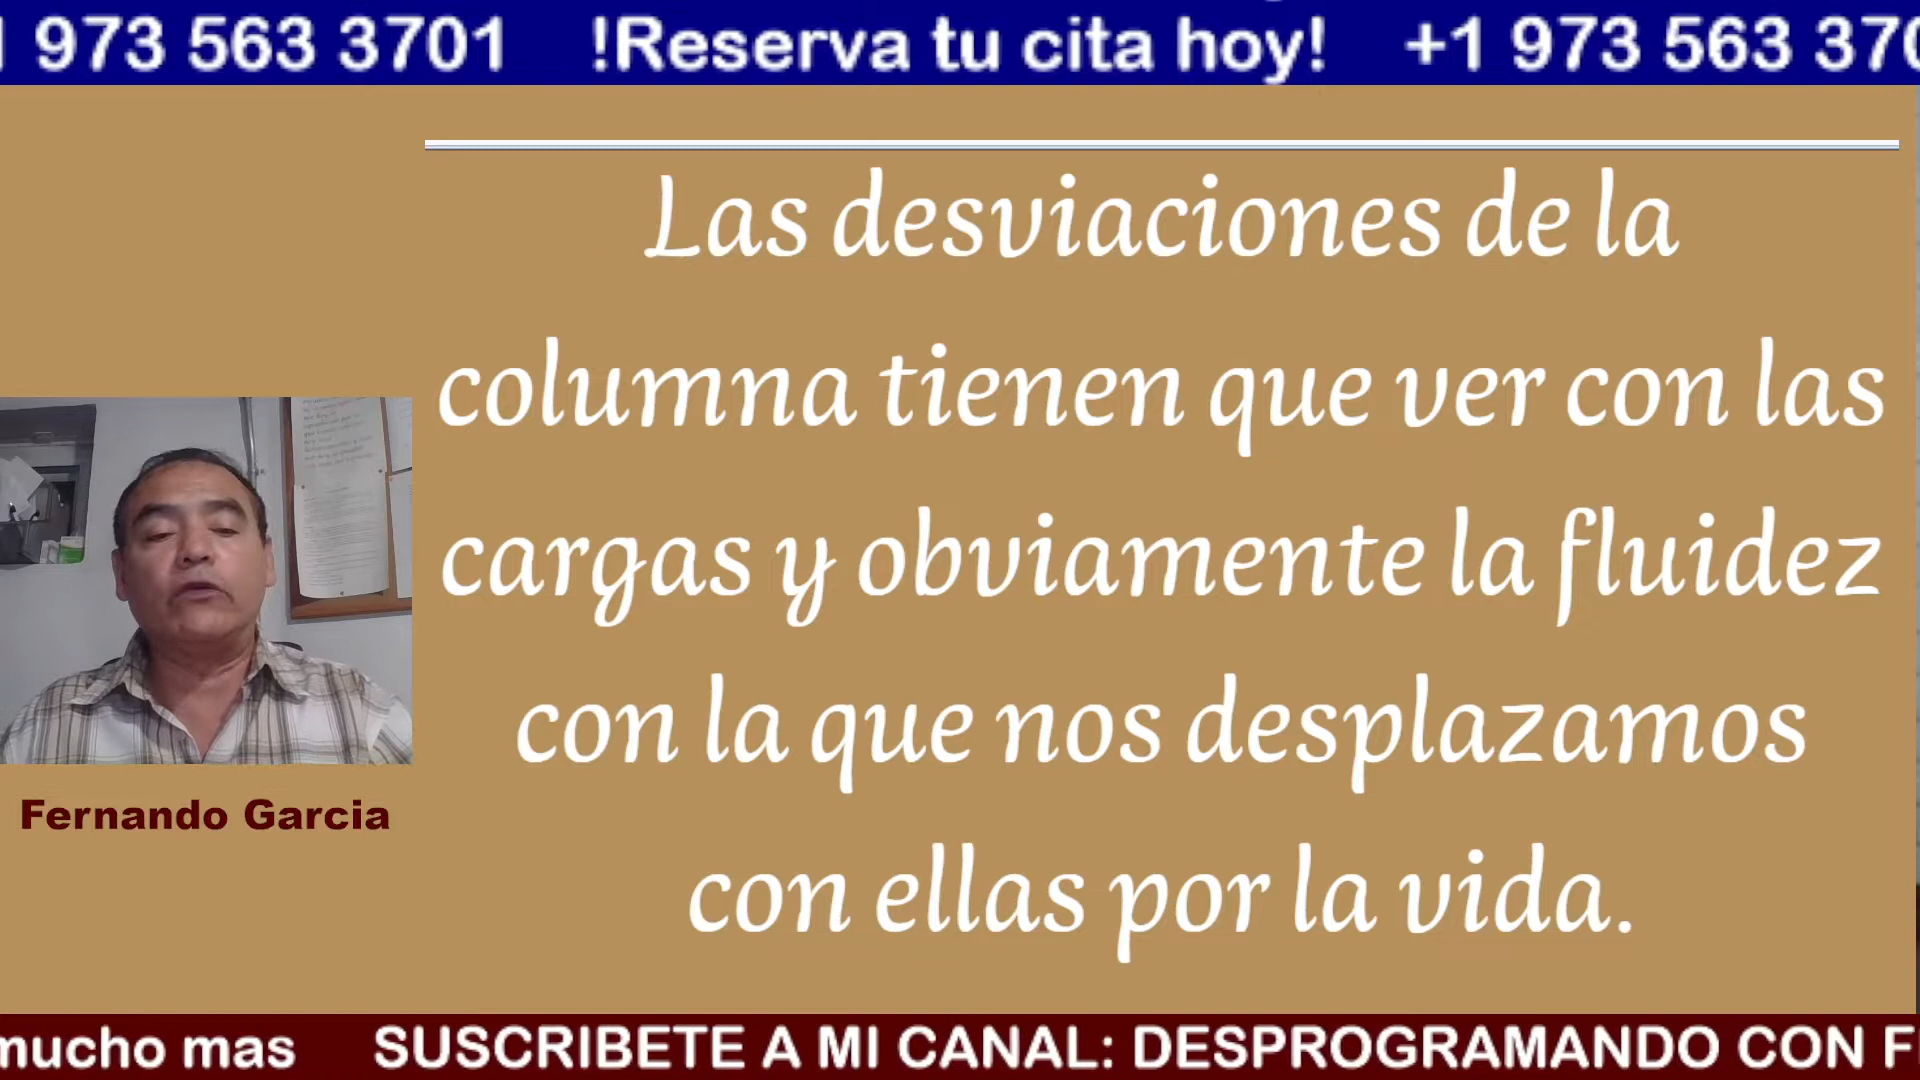 1 973 563 3701 !Reserva tu cita hoy! +1 973 563 370
Las desviaciones de la
columna tienen que ver con las
cargas y obviamente la fluidez
con la que nos desplazamos
con ellas por la vida.
Fernando Garcia
mucho mas SUSCRIBETE A MI CANAL: DESPROGRAMANDO CON F